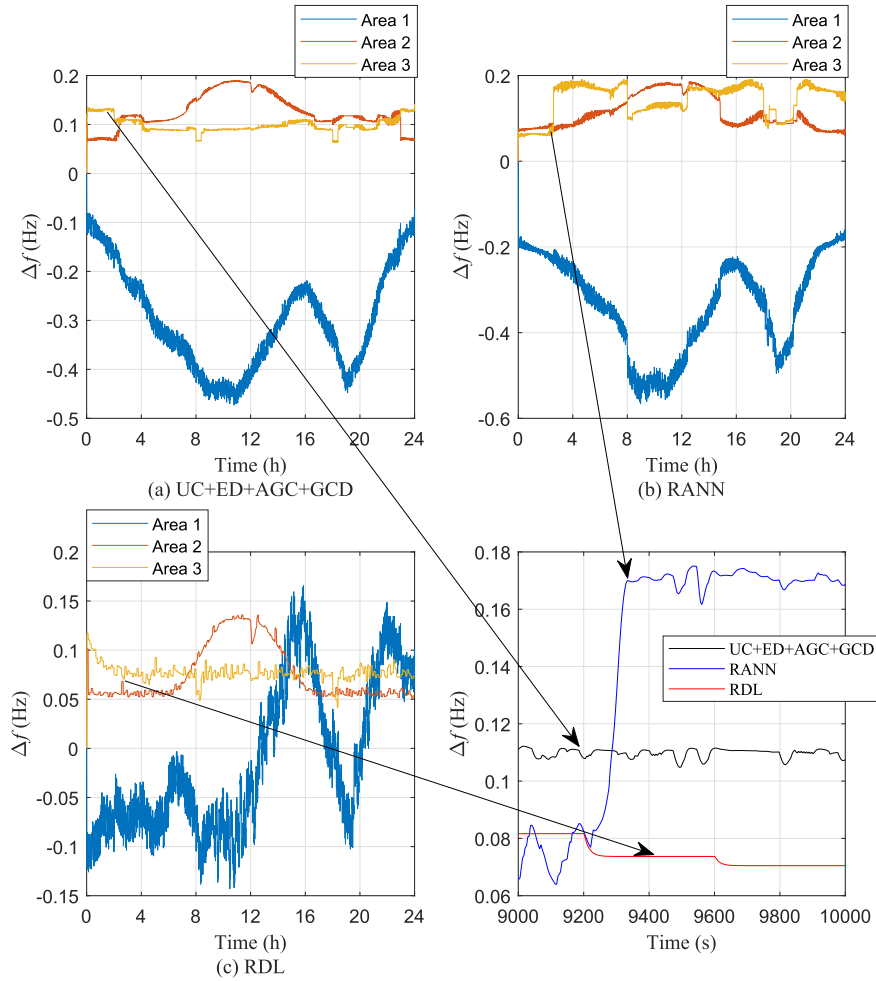 Area 1
Area 2
Area 3
0.2
0.1
0
-0.1
-0.2
-0.3
-0.4
-0.5
Δf (Hz)
0 4 8 12 16 20 24
Time (h)
(a) UC+ED+AGC+GCD
Area 1
Area 2
Area 3
0.2
0
-0.2
-0.4
-0.6
Δf (Hz)
0 4 8 12 16 20 24
Time (h)
(b) RANN
Area 1
Area 2
Area 3
0.2
0.15
0.1
0.05
0
-0.05
-0.1
-0.15
Δf (Hz)
0 4 8 12 16 20 24
Time (h)
(c) RDL
UC+ED+AGC+GCD
RANN
RDL
0.18
0.16
0.14
0.12
0.1
0.08
0.06
Δf (Hz)
9000 9200 9400 9600 9800 10000
Time (s)